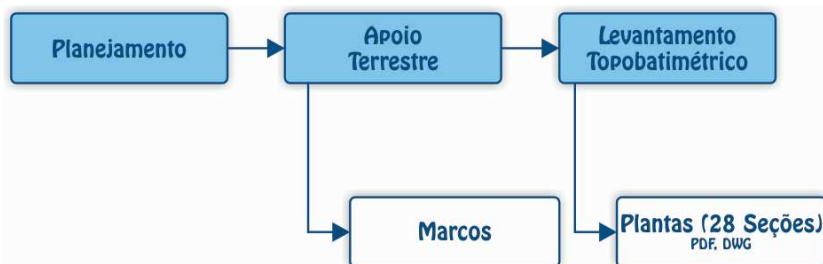 Planejamento
Apoio
Terrestre
Levantamento
Topobatimétrico
Marcos
Plantas (28 Seções)
PDF, DWG